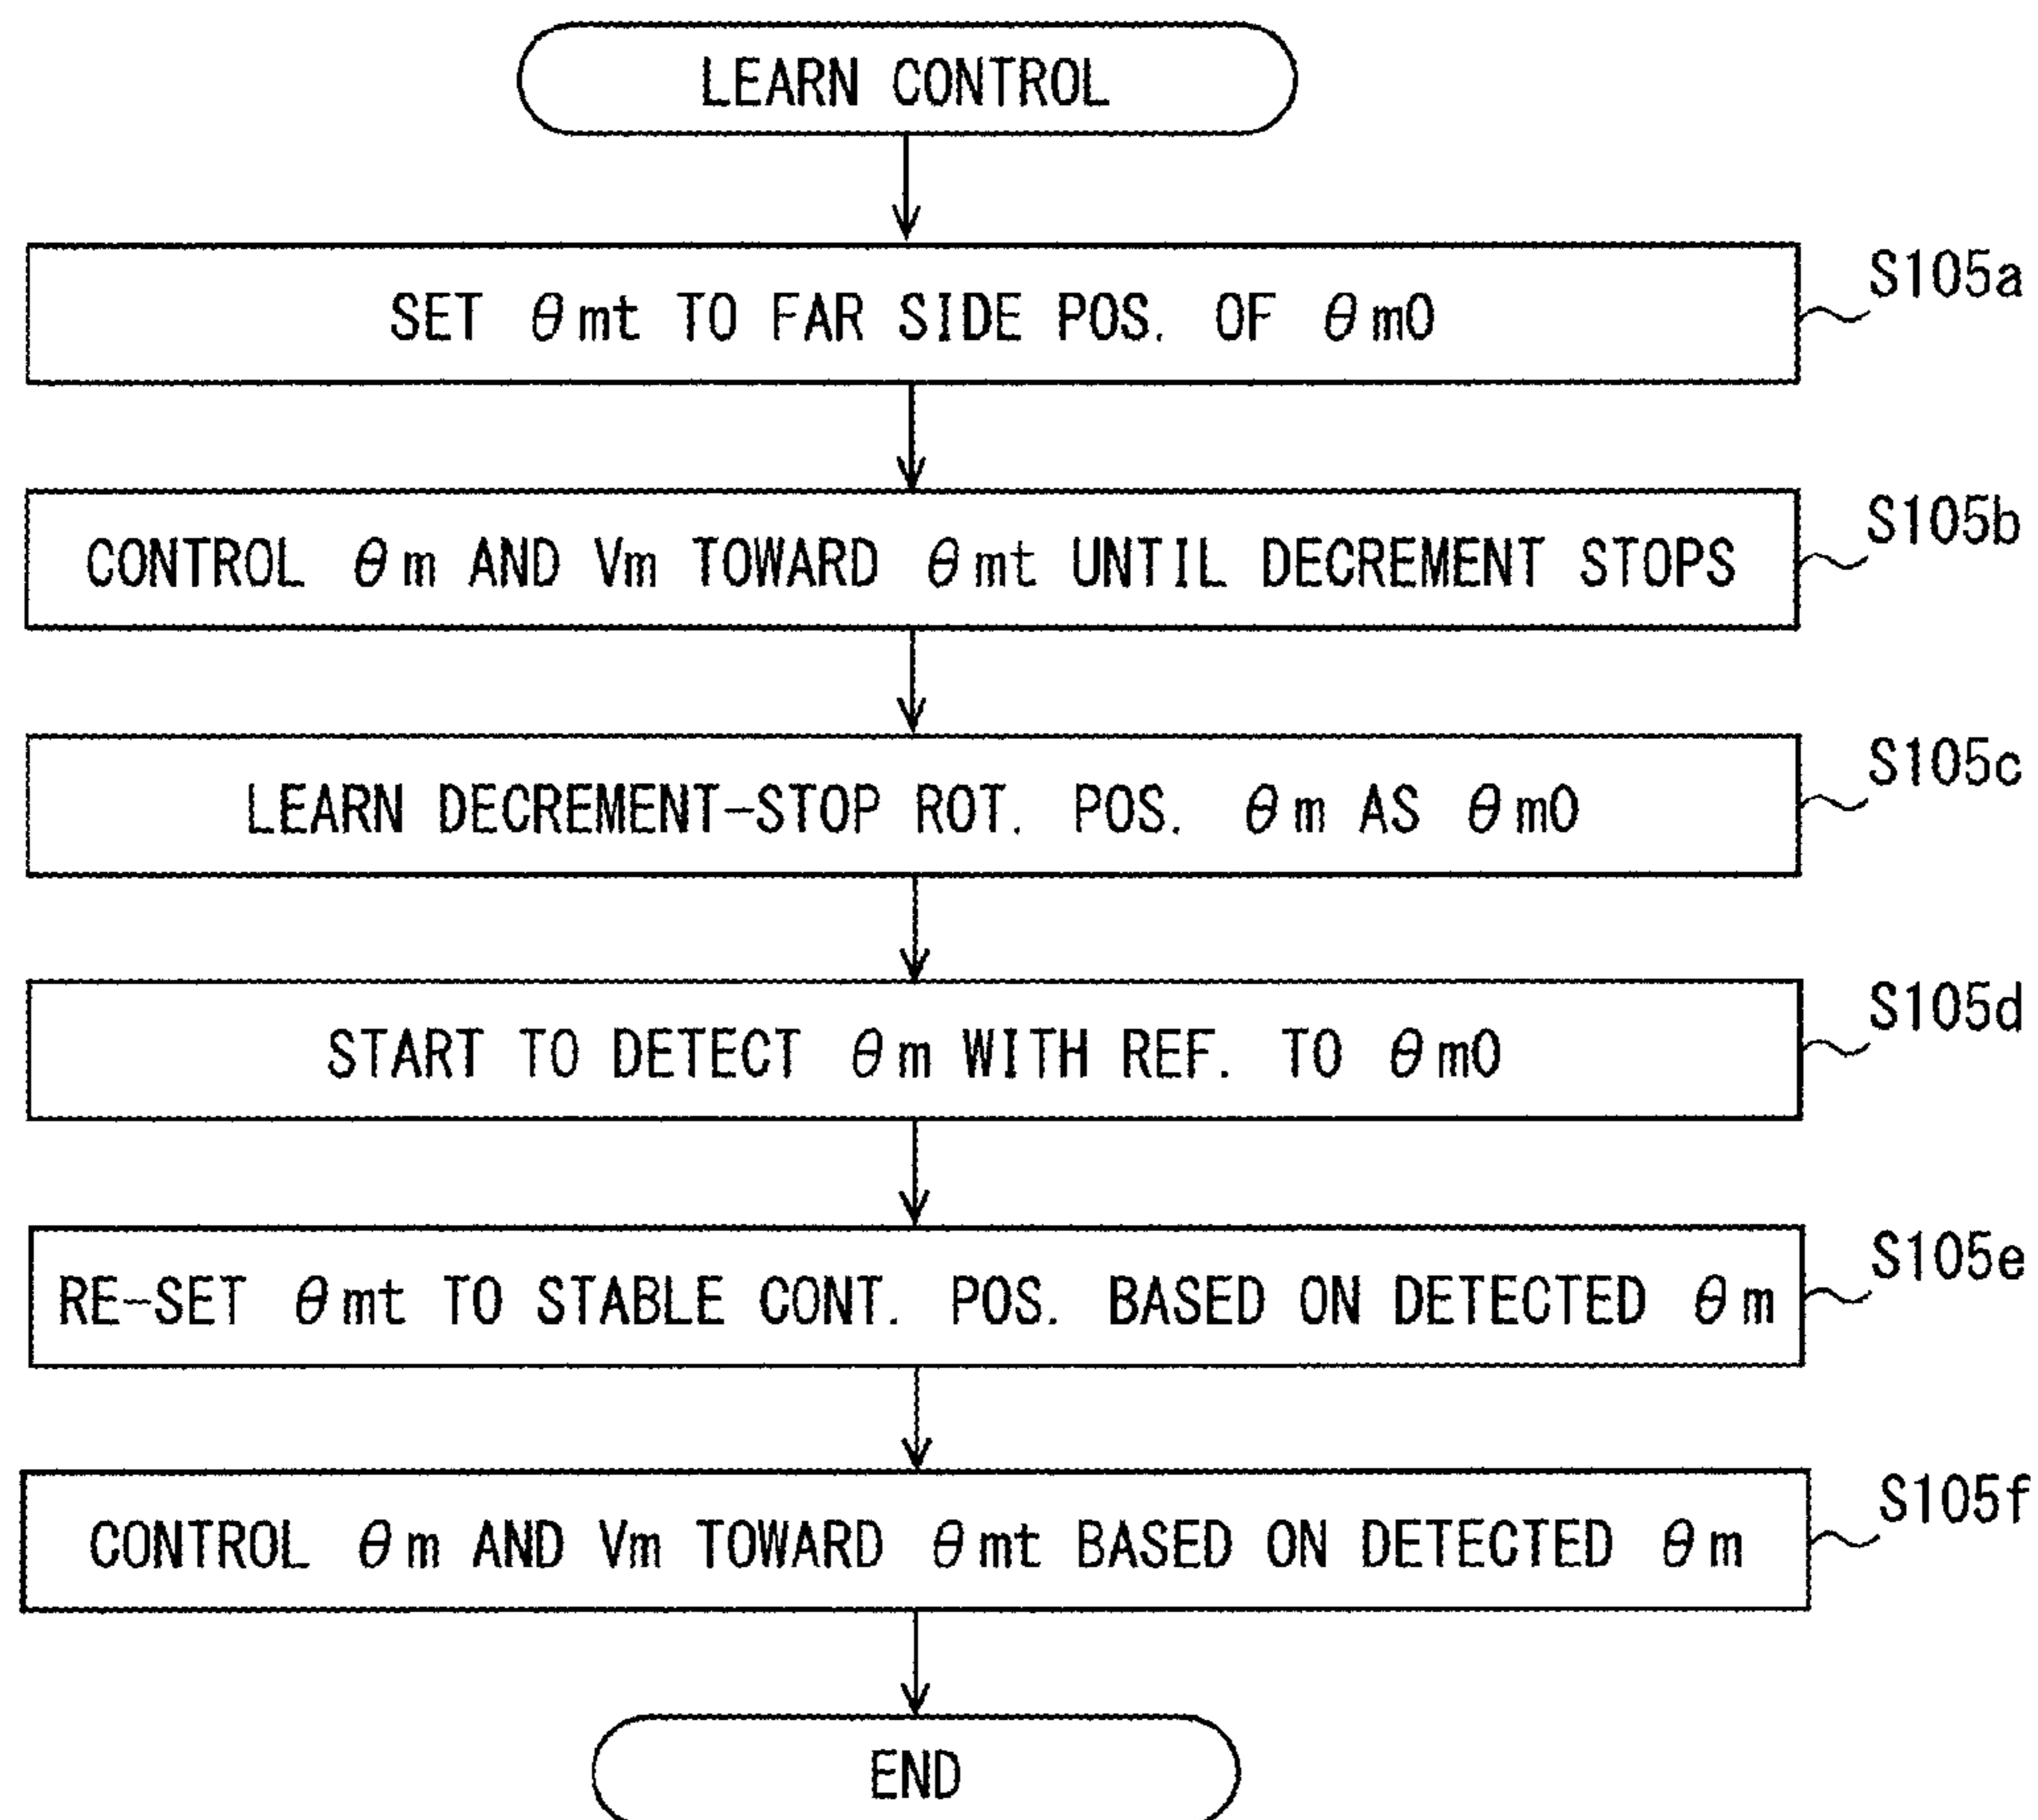 LEARN CONTROL
SET θmt TO FAR SIDE POS. OF θm0
S105a
CONTROL θm AND Vm TOWARD θmt UNTIL DECREMENT STOPS
S105b
LEARN DECREMENT-STOP ROT. POS. θm AS θm0
S105c
START TO DETECT θm WITH REF. TO θm0
S105d
RE-SET θmt TO STABLE CONT. POS. BASED ON DETECTED θm
S105e
CONTROL θm AND Vm TOWARD θmt BASED ON DETECTED θm
S105f
END